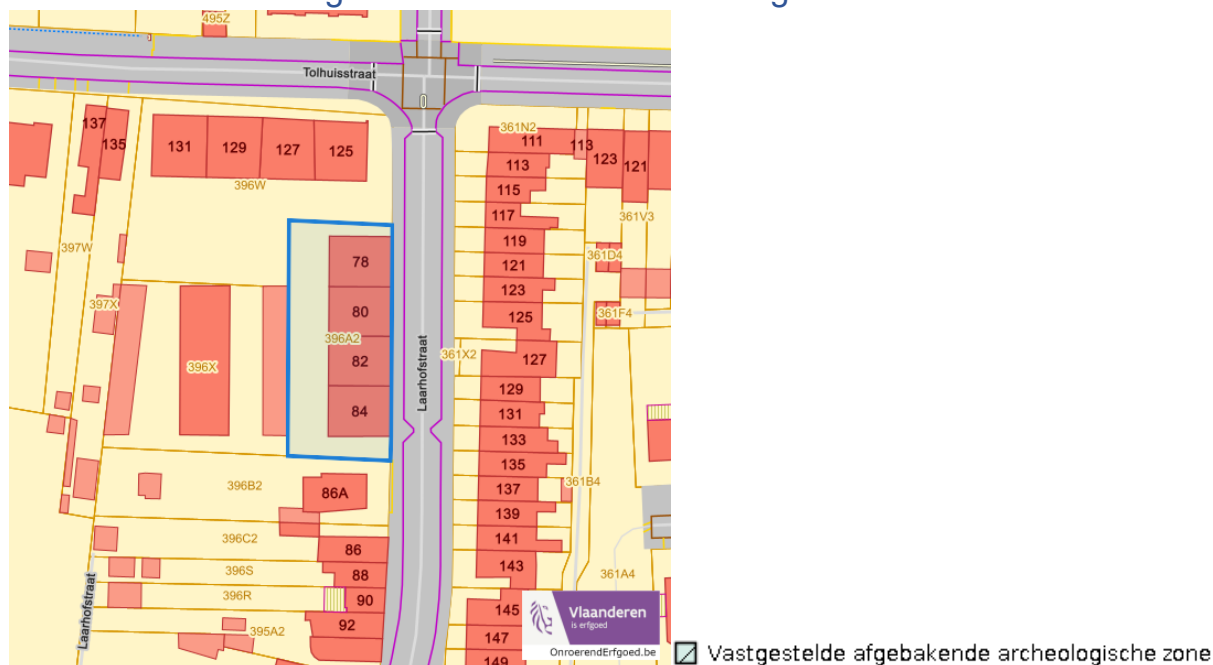 495Z
Tolhuisstraat
137
135
131
129
127
125
396W
361N2
111
113
123
121
113
115
117
119
121
123
125
127
129
131
133
135
137
139
141
143
145
147
149
361V3
361D4
361F4
361X2
361B4
361A4
397W
397X
396X
78
80
396A2
82
84
Laarhofstraat
396B2
86A
396C2
86
396S
88
396R
90
395A2
92
Laarhofstraat
Vlaanderen
is erfgoed
OnroerendErfgoed.be
Vastgestelde afgebakende archeologische zone